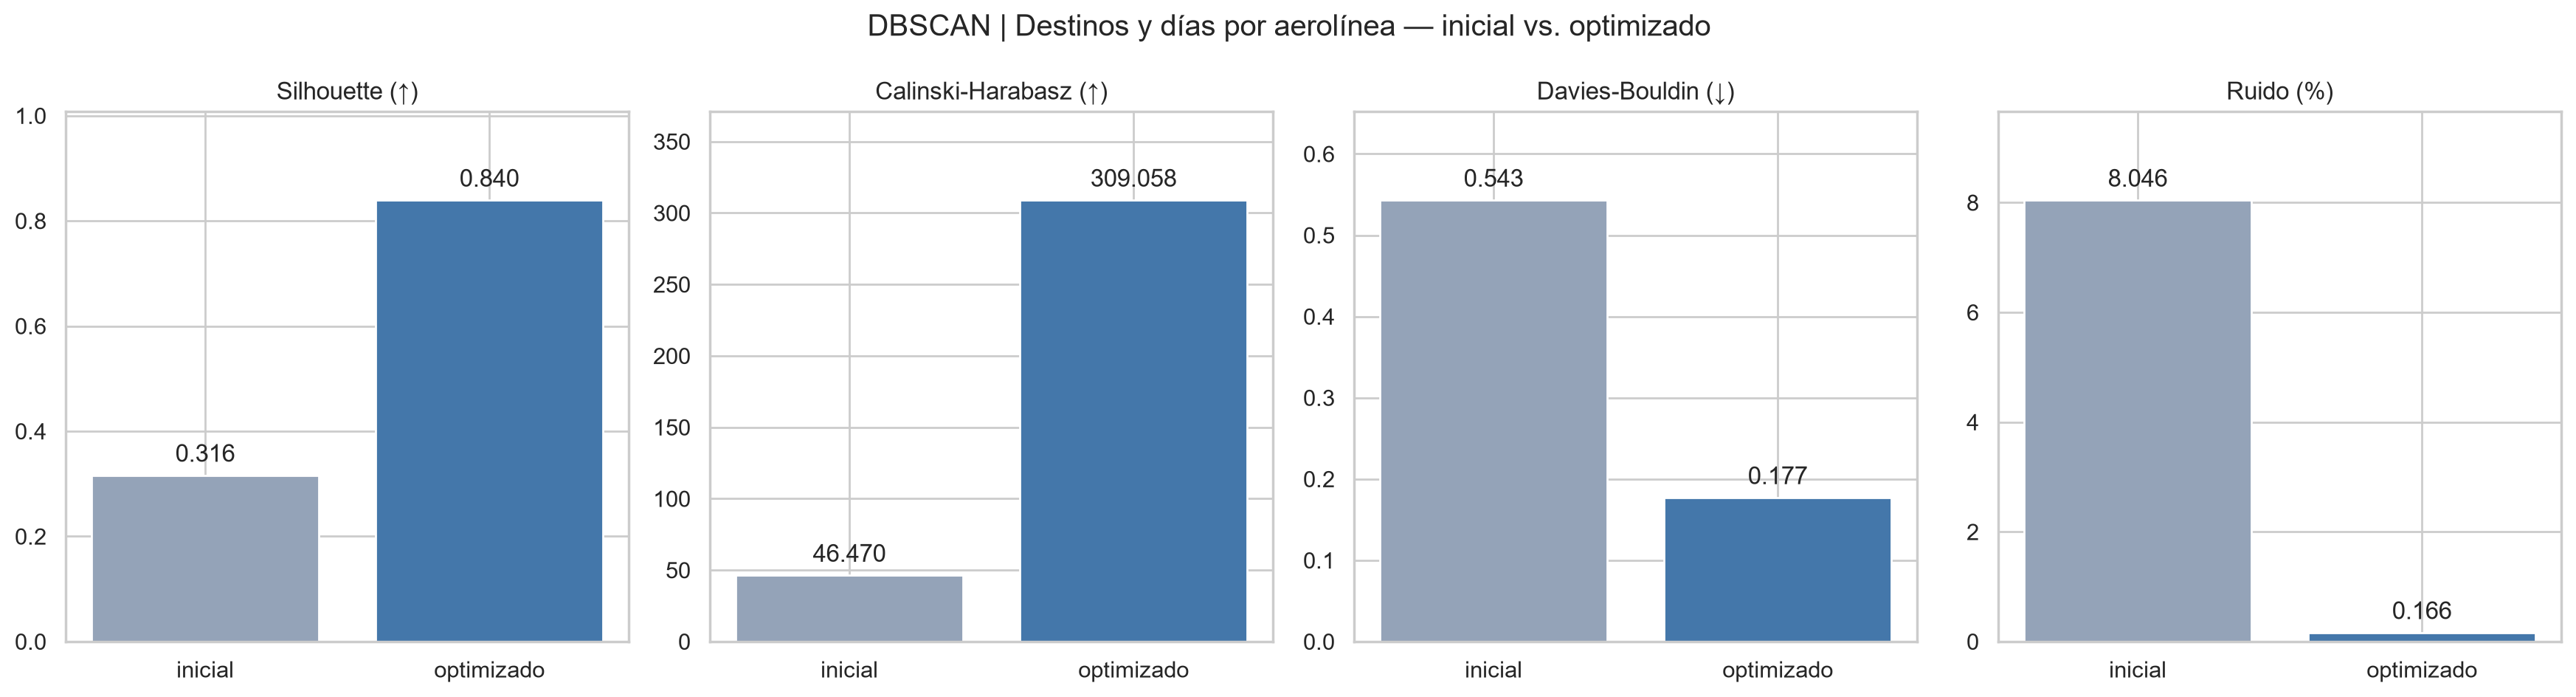 DBSCAN | Destinos y días por aerolínea — inicial vs. optimizado
Silhouette (↑)
1.0
0.8
0.6
0.4
0.2
0.0
0.316
0.840
inicial
optimizado
Calinski-Harabasz (↑)
350
300
250
200
150
100
50
0
46.470
309.058
inicial
optimizado
Davies-Bouldin (↓)
0.6
0.5
0.4
0.3
0.2
0.1
0.0
0.543
0.177
inicial
optimizado
Ruido (%)
8
6
4
2
0
8.046
0.166
inicial
optimizado